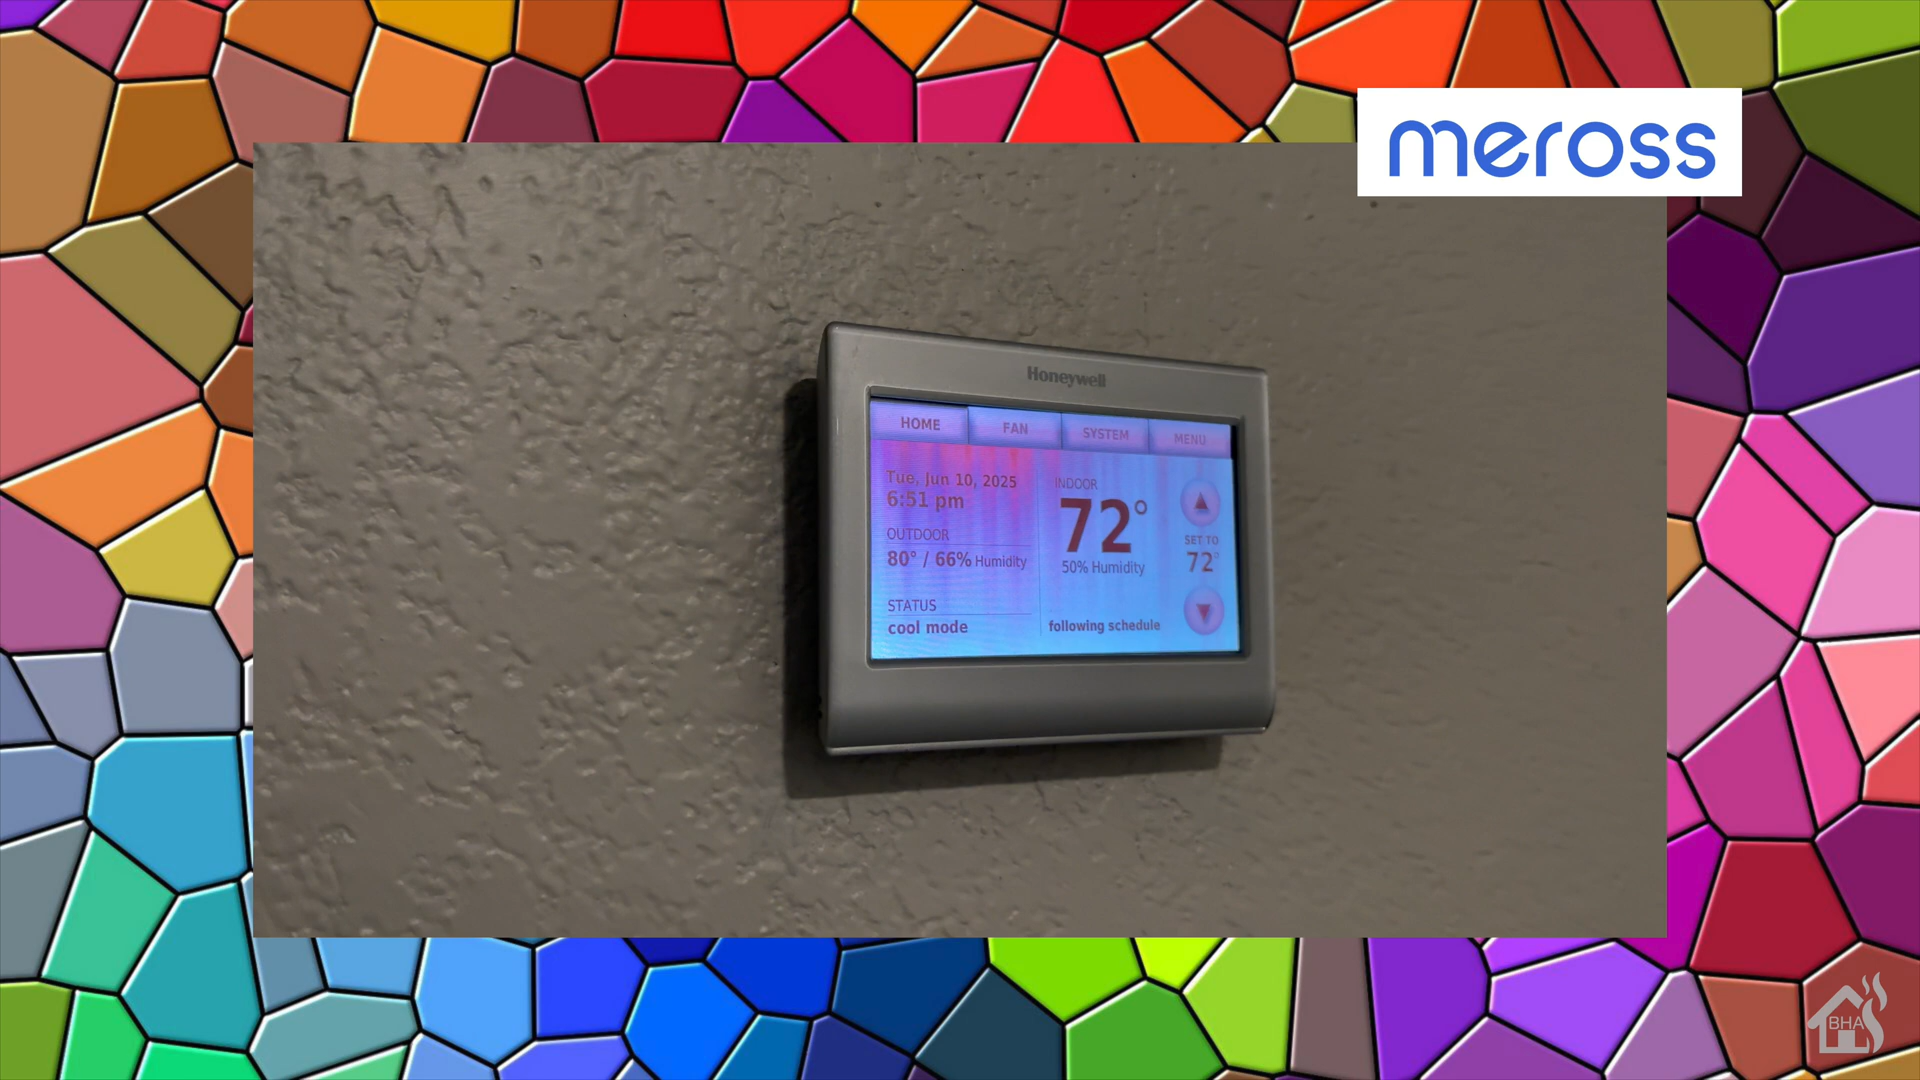 meross
Honeywell
HOME FAN SYSTEM MENU
Tue, Jun 10, 2025
6:51 pm
OUTDOOR
80° / 66% Humidity
STATUS
cool mode
INDOOR
72°
50% Humidity
following schedule
SET TO
72°
BHA